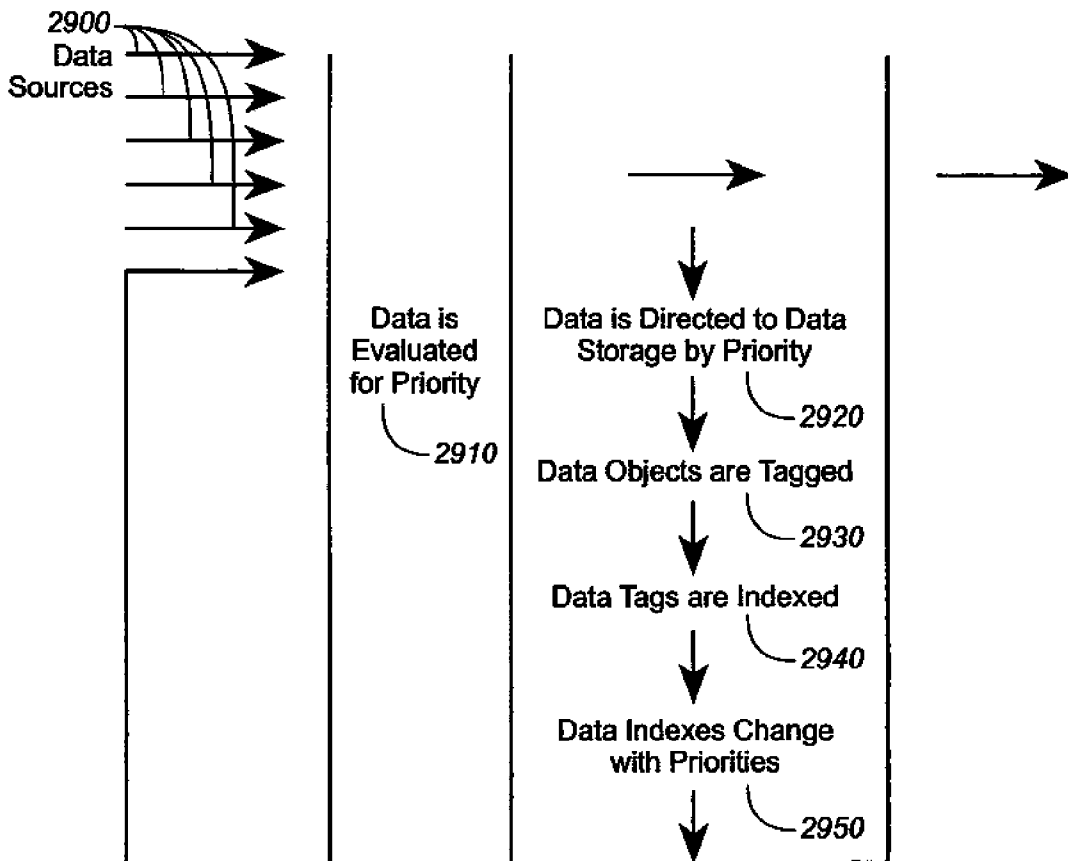 2900
Data
Sources
Data is
Evaluated
for Priority
2910
Data is Directed to Data
Storage by Priority
2920
Data Objects are Tagged
2930
Data Tags are Indexed
2940
Data Indexes Change
with Priorities
2950